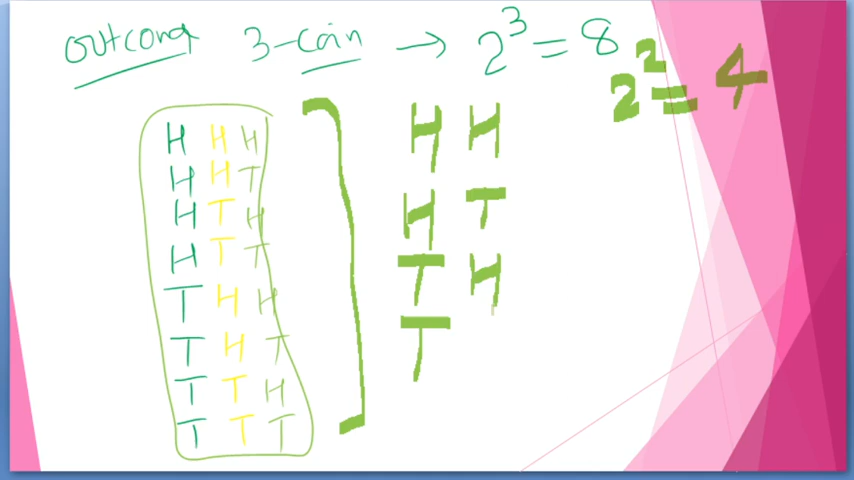 outcome 3-coin → 2³ = 8
2² = 4
H H H
H H T
H T H
H T T
T H H
T H T
T T H
T T T
H H
H T
T H
T